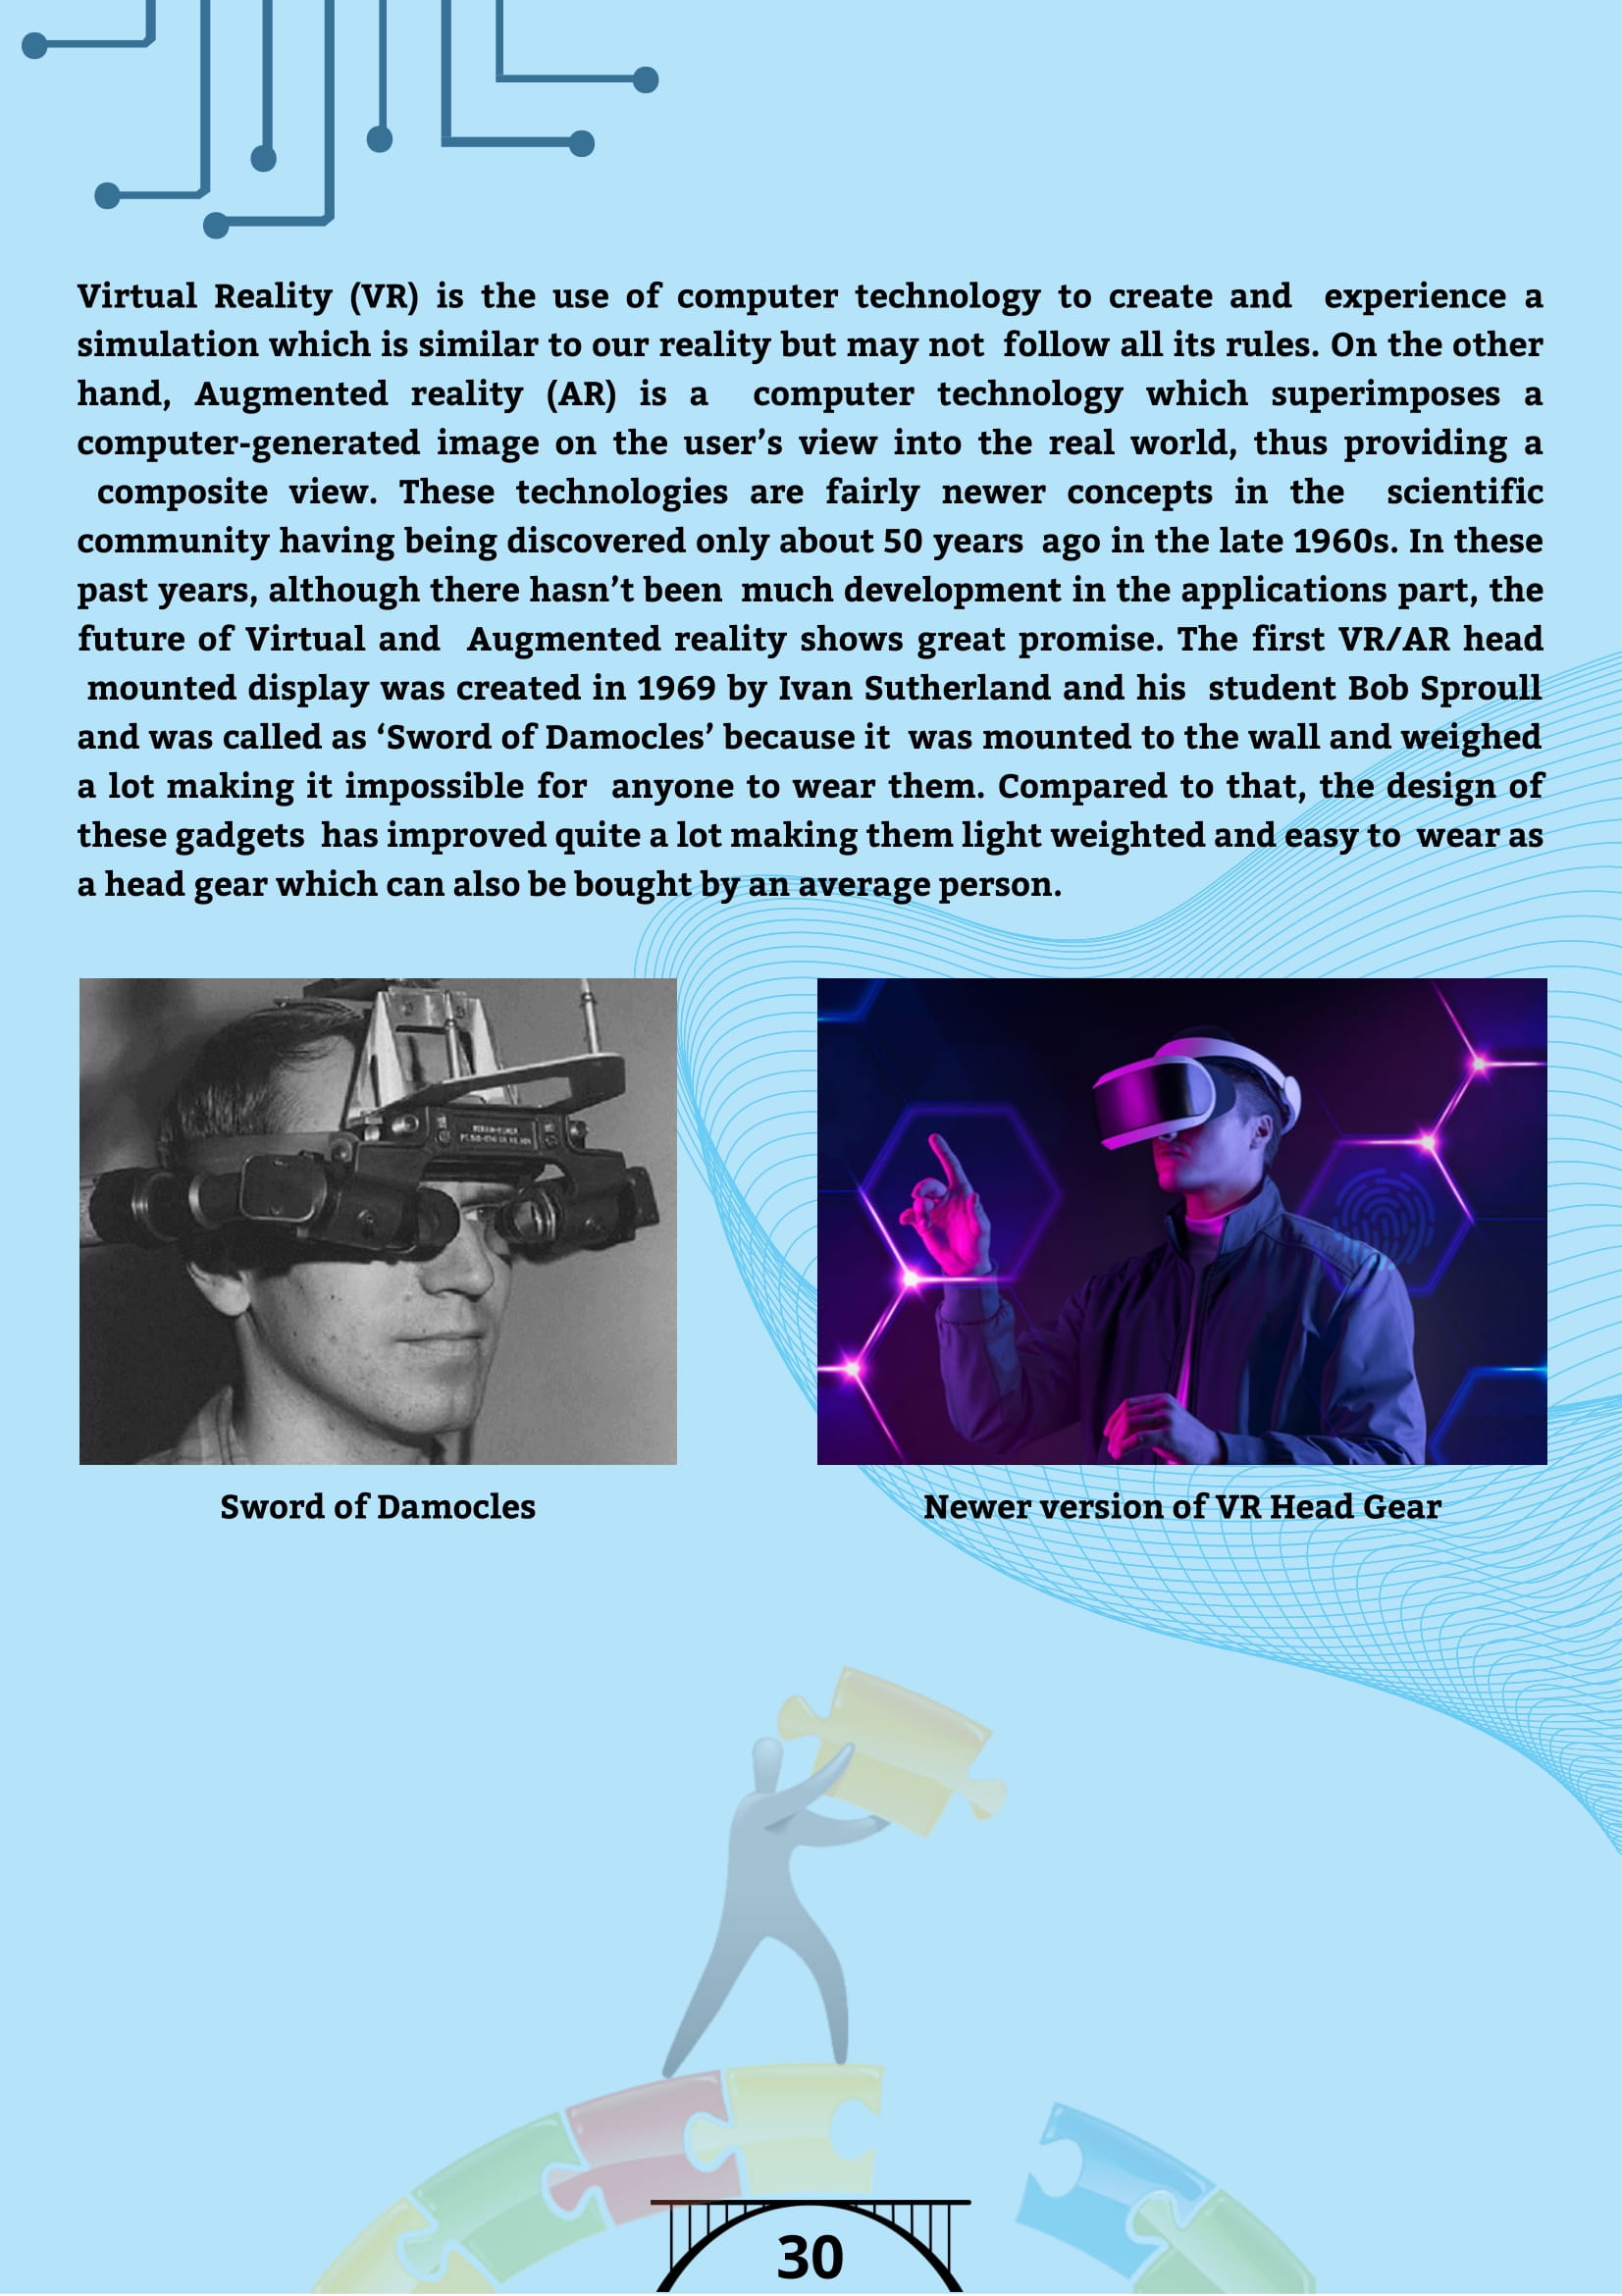 Virtual Reality (VR) is the use of computer technology to create and experience a
simulation which is similar to our reality but may not follow all its rules. On the other
hand, Augmented reality (AR) is a computer technology which superimposes a
computer-generated image on the user’s view into the real world, thus providing a
composite view. These technologies are fairly newer concepts in the scientific
community having being discovered only about 50 years ago in the late 1960s. In these
past years, although there hasn’t been much development in the applications part, the
future of Virtual and Augmented reality shows great promise. The first VR/AR head
mounted display was created in 1969 by Ivan Sutherland and his student Bob Sproull
and was called as ‘Sword of Damocles’ because it was mounted to the wall and weighed
a lot making it impossible for anyone to wear them. Compared to that, the design of
these gadgets has improved quite a lot making them light weighted and easy to wear as
a head gear which can also be bought by an average person.
Sword of Damocles
Newer version of VR Head Gear
30